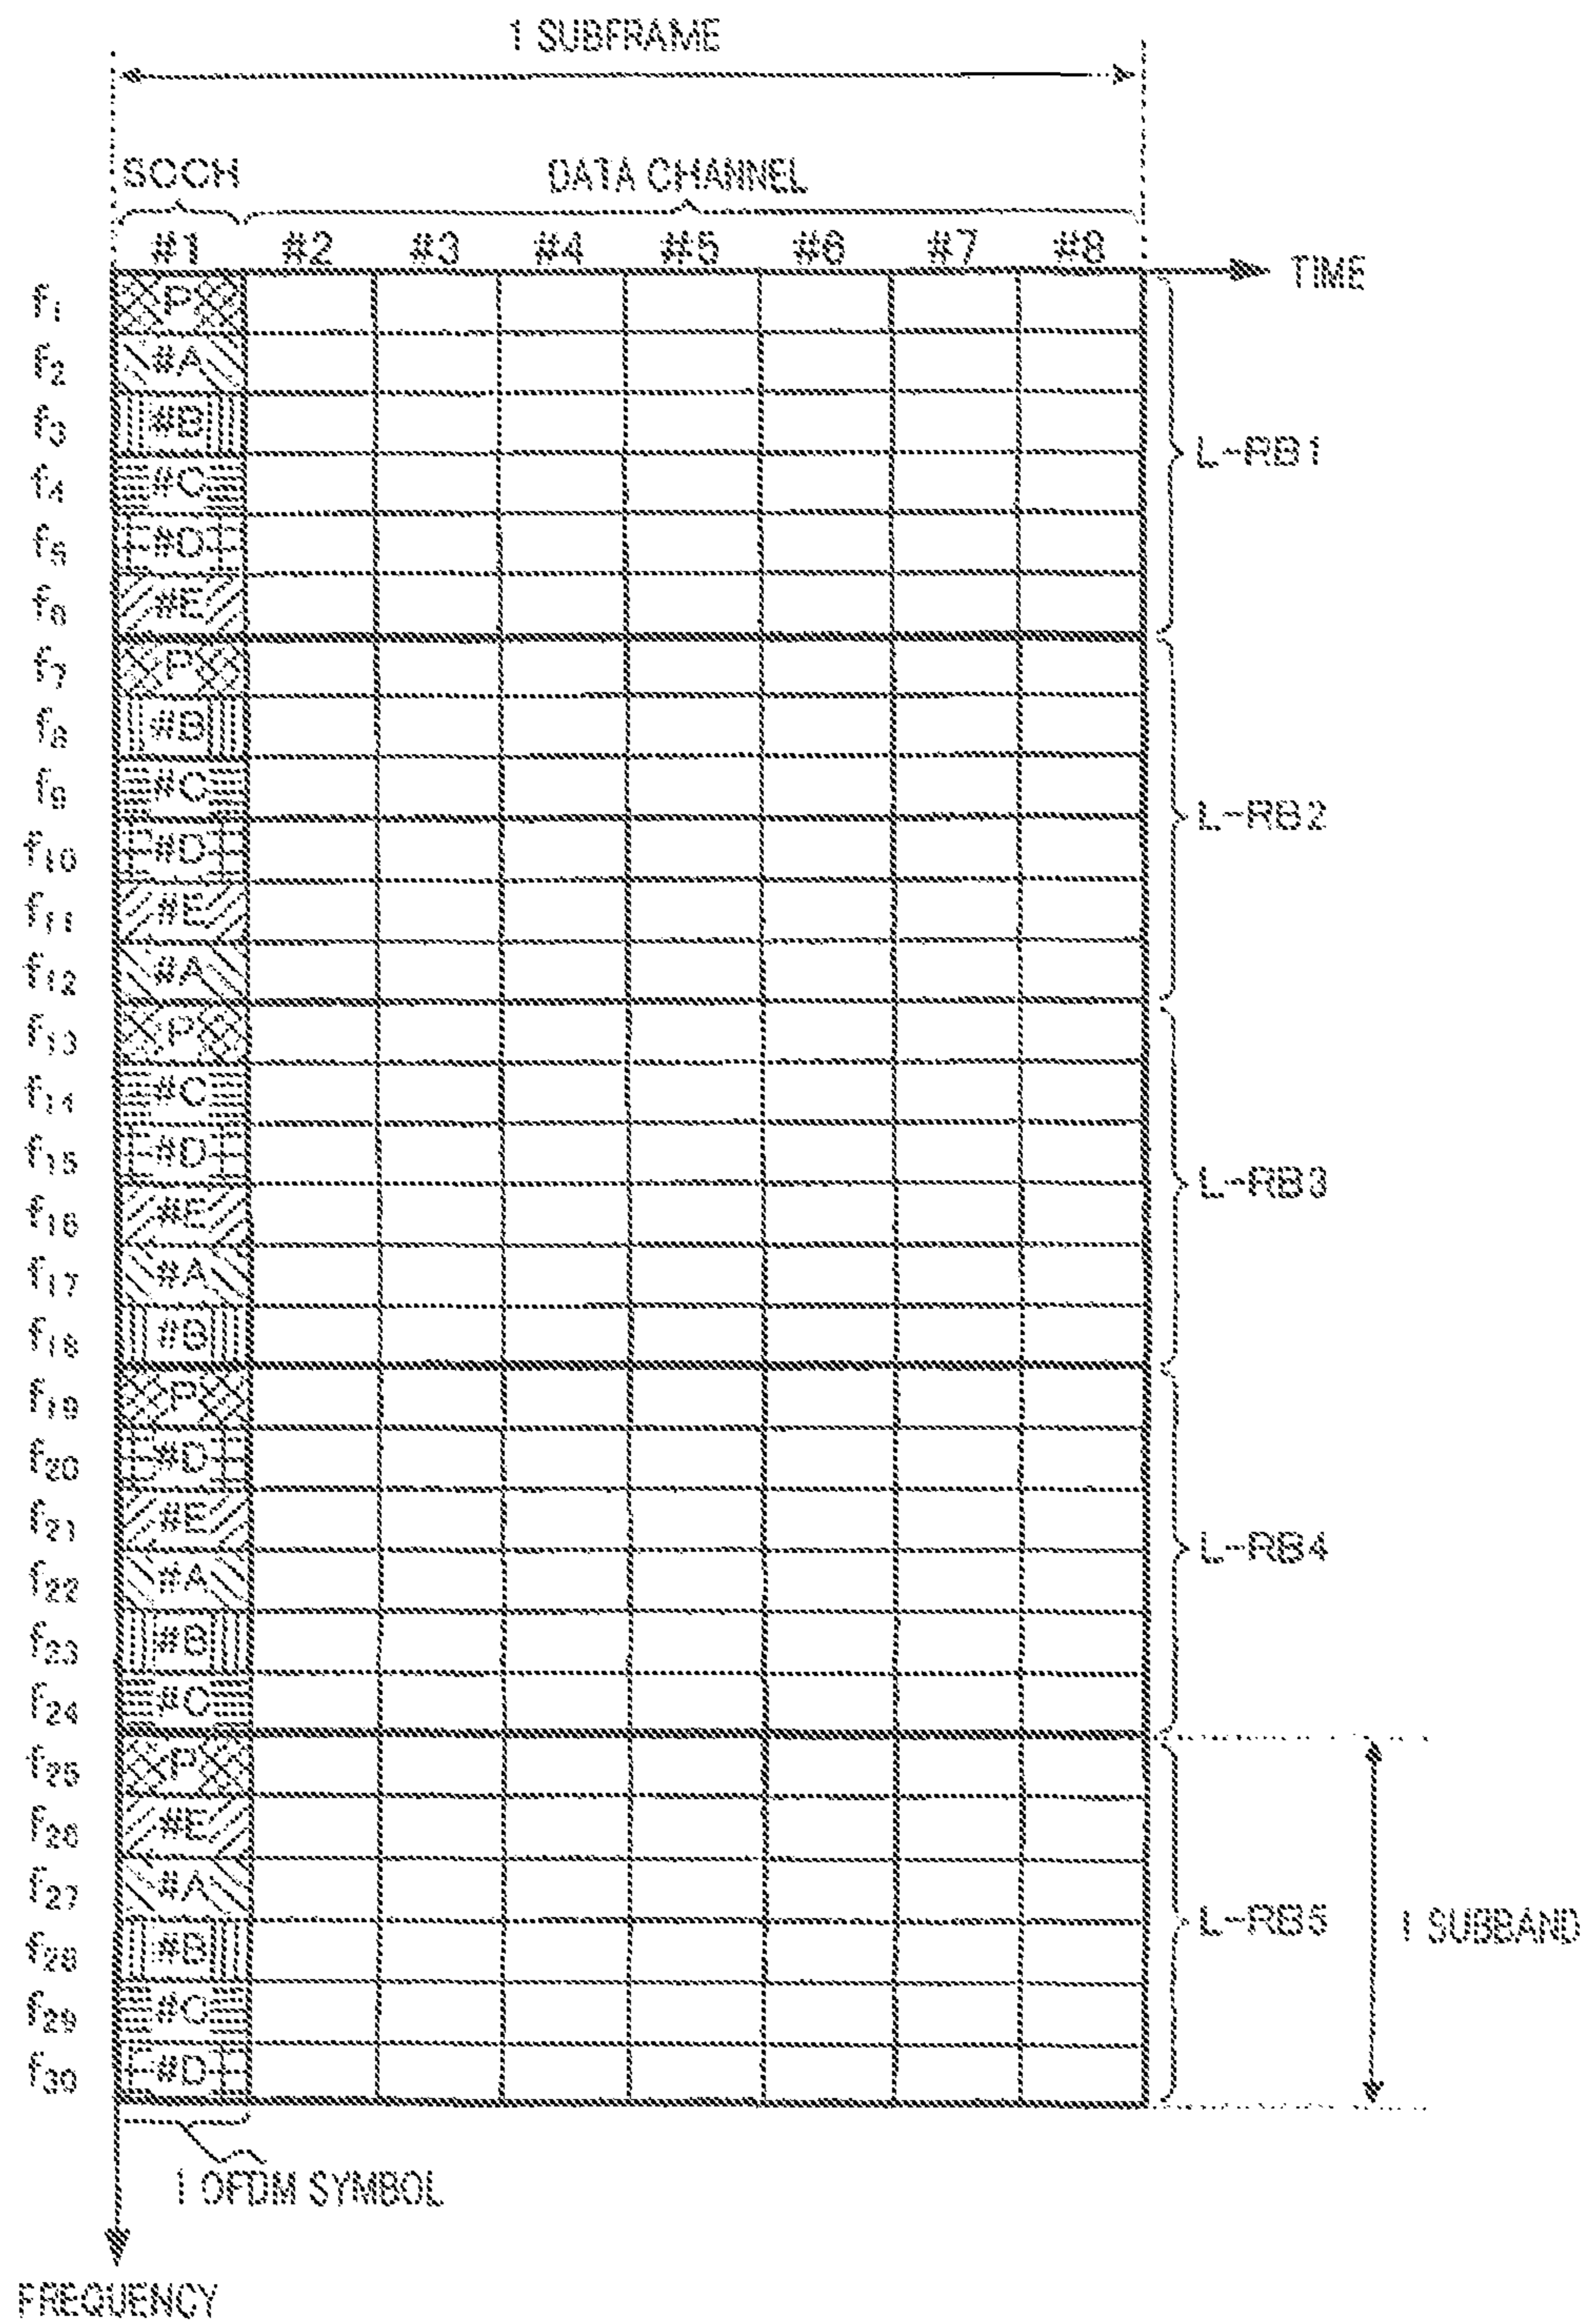 1 SUBFRAME
SCCH DATA CHANNEL
#1 #2 #3 #4 #5 #6 #7 #8
TIME
f1 P
f2 #A
f3 #B
f4 #C
f5 #D
f6 #E
L-RB1
f7 P
f8 #B
f9 #C
f10 #D
f11 #E
f12 #A
L-RB2
f13 P
f14 #C
f15 #D
f16 #E
f17 #A
f18 #B
L-RB3
f19 P
f20 #D
f21 #E
f22 #A
f23 #B
f24 #C
L-RB4
f25 P
f26 #E
f27 #A
f28 #B
f29 #C
f30 #D
L-RB5
1 SUBBAND
1 OFDM SYMBOL
FREQUENCY